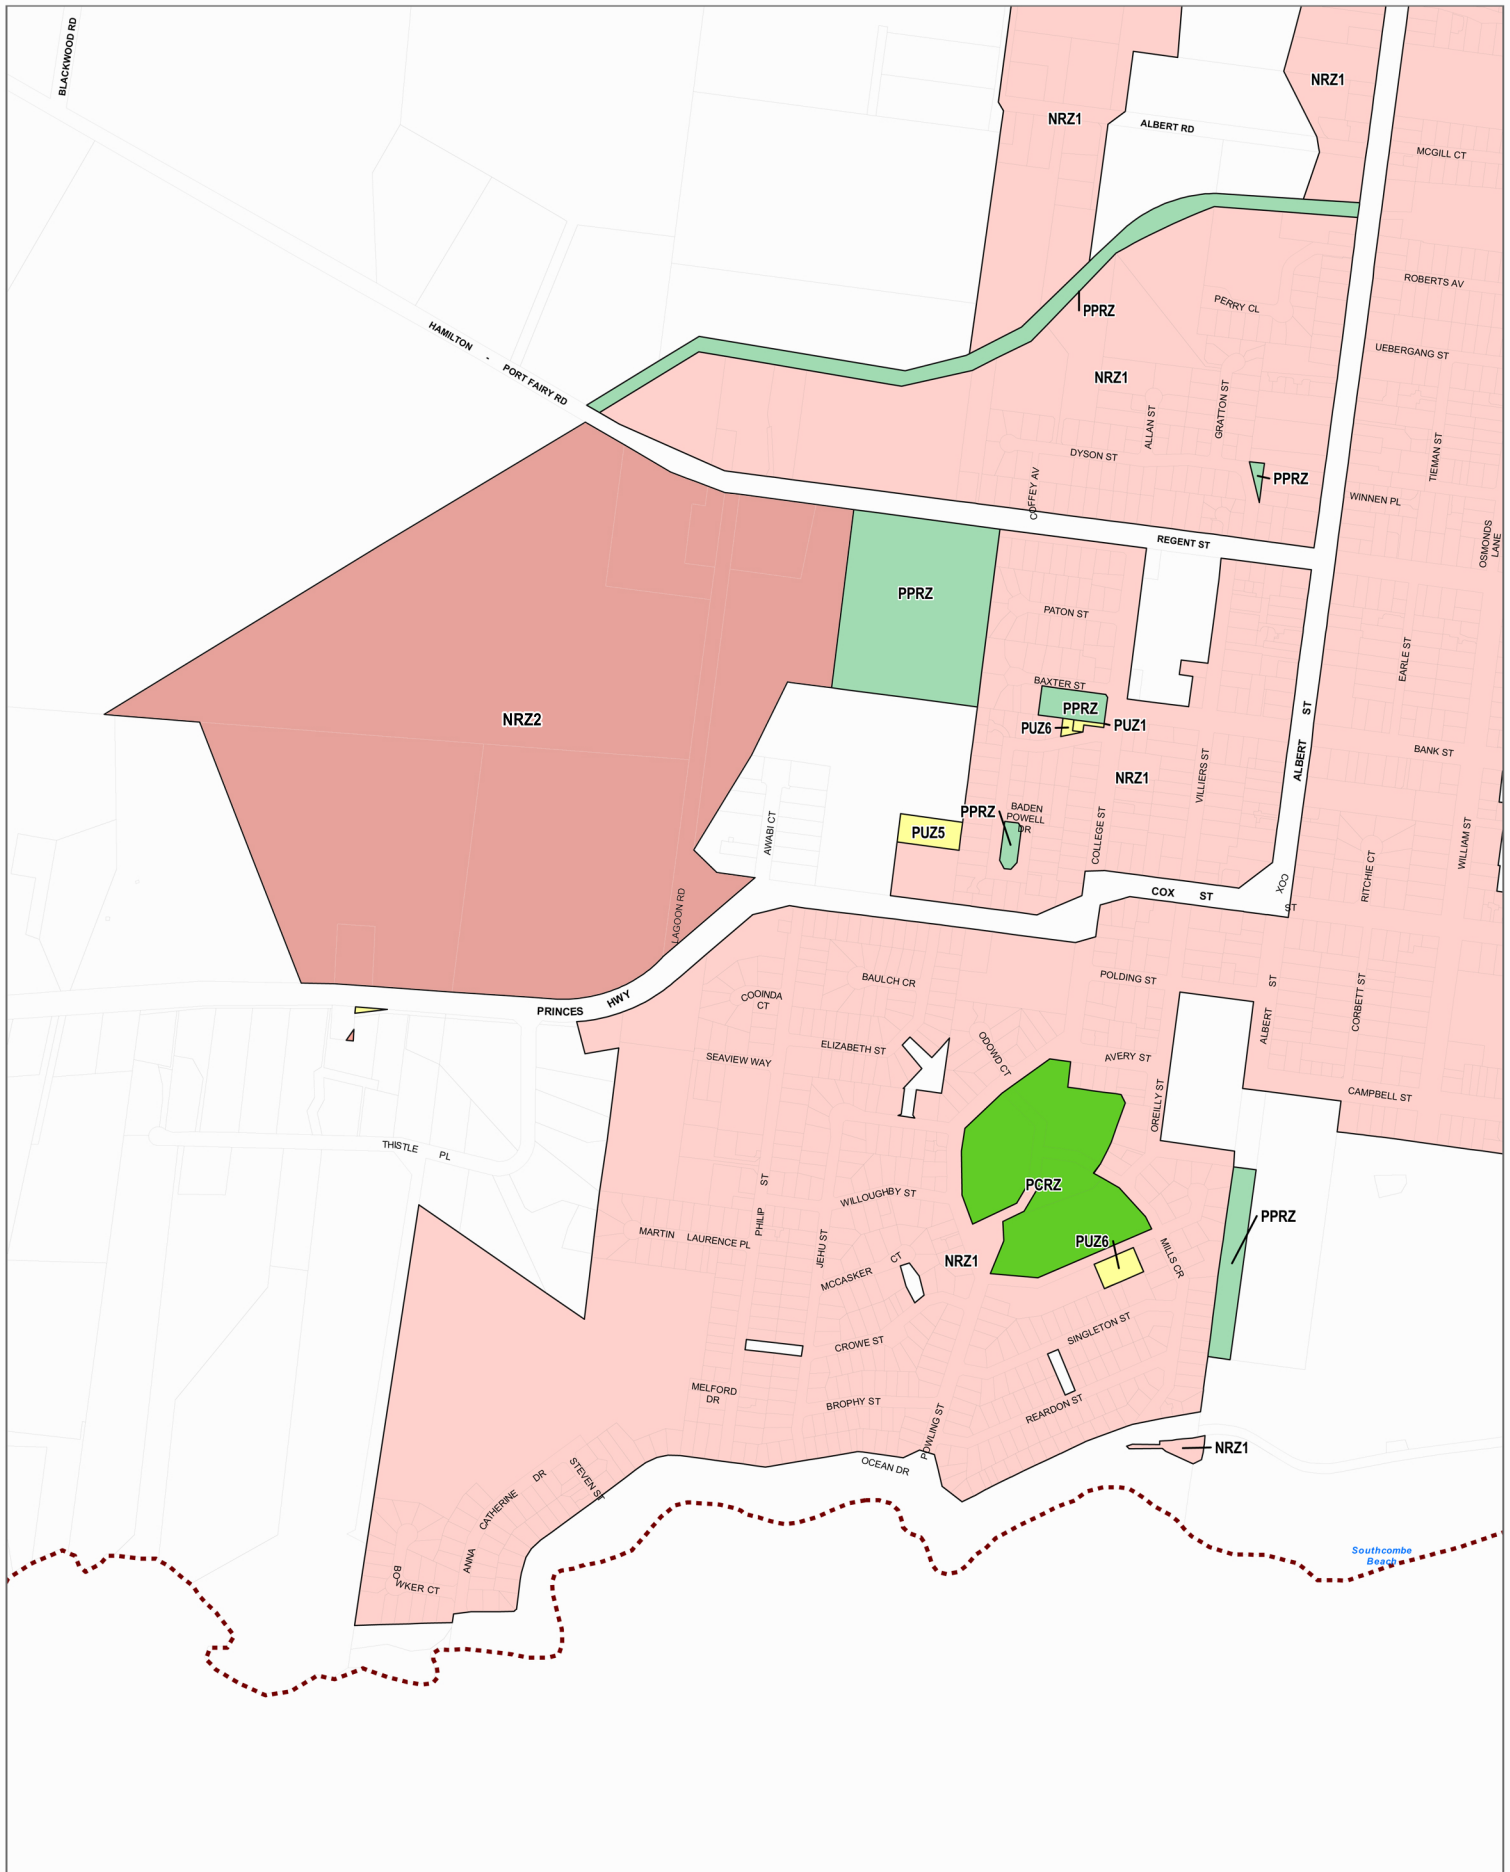 BLACKWOOD RD
NRZ1
NRZ1
ALBERT RD
MCGILL CT
ROBERTS AV
PERRY CL
PPRZ
HAMILTON - PORT FAIRY RD
UEBERGANG ST
NRZ1
ALLAN ST
GRATTON ST
TIEMAN ST
DYSON ST
COFFEY AV
PPRZ
WINNEN PL
OSMONDS
LANE
REGENT ST
PPRZ
PATON ST
EARLE ST
BAXTER ST
NRZ2
PPRZ
PUZ6
PUZ1
ALBERT ST
BANK ST
NRZ1
VILLIERS ST
AWABI CT
PUZ5
PPRZ
BADEN
POWELL
DR
COLLEGE ST
WILLIAM ST
RITCHIE CT
COX ST
COX ST
LAGOON RD
PRINCES HWY
BAULCH CR
POLDING ST
COOINDA
CT
ALBERT ST
CORBETT ST
SEAVIEW WAY
ELIZABETH ST
ODOWD CT
AVERY ST
OREILLY ST
CAMPBELL ST
THISTLE PL
PCRZ
WILLOUGHBY ST
PHILIP ST
PPRZ
MARTIN LAURENCE PL
JEHU ST
PUZ6
MILLS CR
NRZ1
MCCASKER CT
CROWE ST
SINGLETON ST
MELFORD
DR
BROPHY ST
REARDON ST
POWLING ST
NRZ1
OCEAN DR
STEVEN ST
ANNA CATHERINE DR
BOWKER CT
Southcombe
Beach